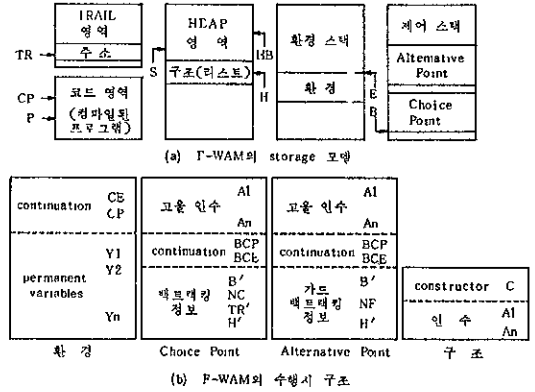 TRAIL
영역
주소
TR
코드 영역
(컴파일된
프로그램)
CP
P
HEAP
영 역
구조(리스트)
S
HB
H
환경 스택
환 경
E
B
제어 스택
Alternative
Point
Choice
Point
(a) F-WAM의 storage 모델
continuation CE
CP
permanent
variables
Y1
Y2
Yn
환 경
고울 인수 A1
An
continuation BCP
BCE
백트래킹
정보
B′
NC
TR′
H′
Choice Point
고울 인수 A1
An
continuation BCP
BCE
가드
백트래킹
정보
B′
NF
H′
Alternative Point
constructor C
인 수 A1
An
구 조
(b) F-WAM의 수행시 구조